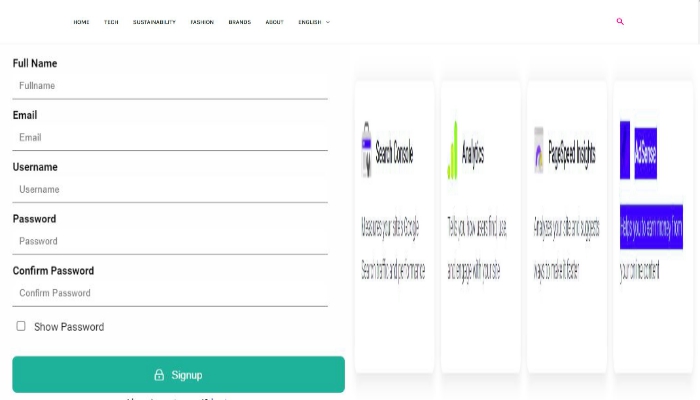 HOME TECH SUSTAINABILITY FASHION BRANDS ABOUT ENGLISH
Full Name
Fullname
Email
Email
Username
Username
Password
Password
Confirm Password
Confirm Password
Show Password
Signup
Search Console
Measures your site's Google
Search traffic and performance
Analytics
Tells you how users find, use,
and engage with your site
PageSpeed Insights
Analyzes your site and suggests
ways to make it faster
AdSense
Helps you to earn money from
your online content